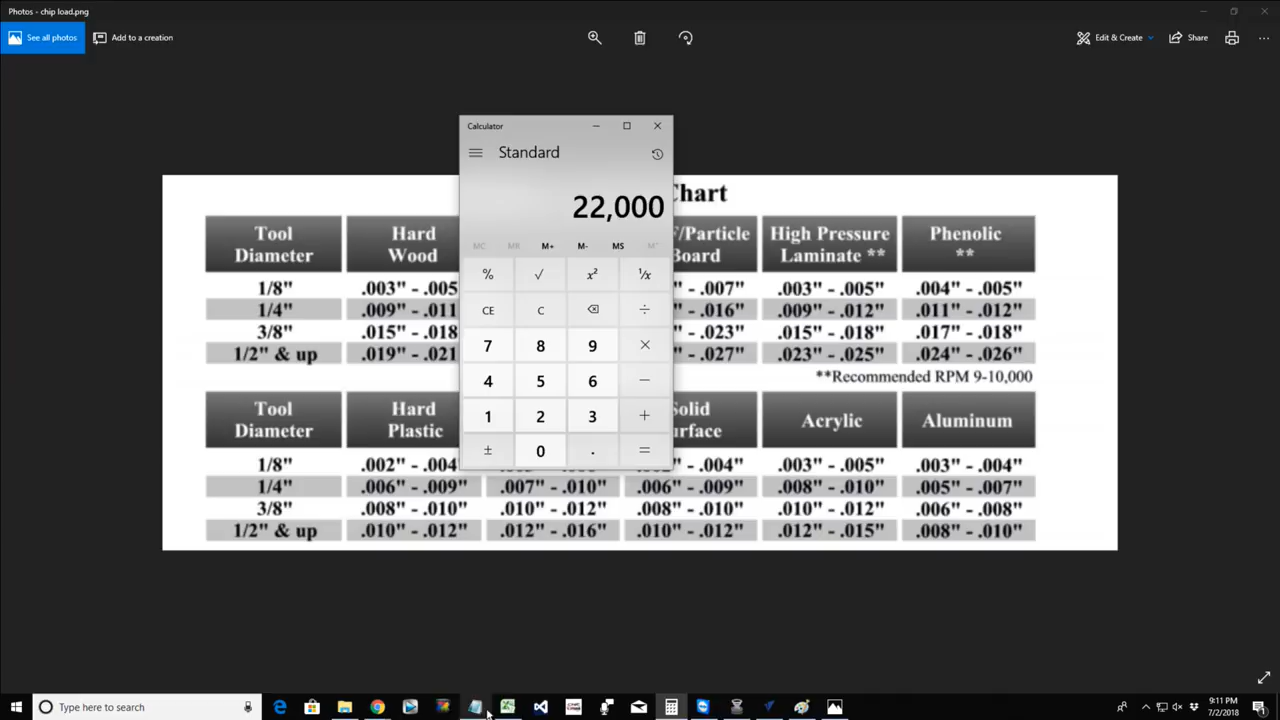 Photos - chip load.png
See all photos
Add to a creation
Edit & Create
Share
Calculator
Standard
22,000
MC MR M+ M- MS M˅
% √ x² ¹/x
CE C ÷
7 8 9 ×
4 5 6 −
1 2 3 +
± 0 . =
Chart
Tool Diameter
Hard Wood
F/Particle Board
High Pressure Laminate **
Phenolic **
1/8" .003" - .005 " - .007" .003" - .005" .004" - .005"
1/4" .009" - .011 " - .016" .009" - .012" .011" - .012"
3/8" .015" - .018 " - .023" .015" - .018" .017" - .018"
1/2" & up .019" - .021 " - .027" .023" - .025" .024" - .026"
**Recommended RPM 9-10,000
Tool Diameter
Hard Plastic
Solid urface
Acrylic
Aluminum
1/8" .002" - .004 " - .004" .003" - .005" .003" - .004"
1/4" .006" - .009" .007" - .010" .006" - .009" .008" - .010" .005" - .007"
3/8" .008" - .010" .010" - .012" .008" - .010" .010" - .012" .006" - .008"
1/2" & up .010" - .012" .012" - .016" .010" - .012" .012" - .015" .008" - .010"
Type here to search
9:11 PM
7/2/2018